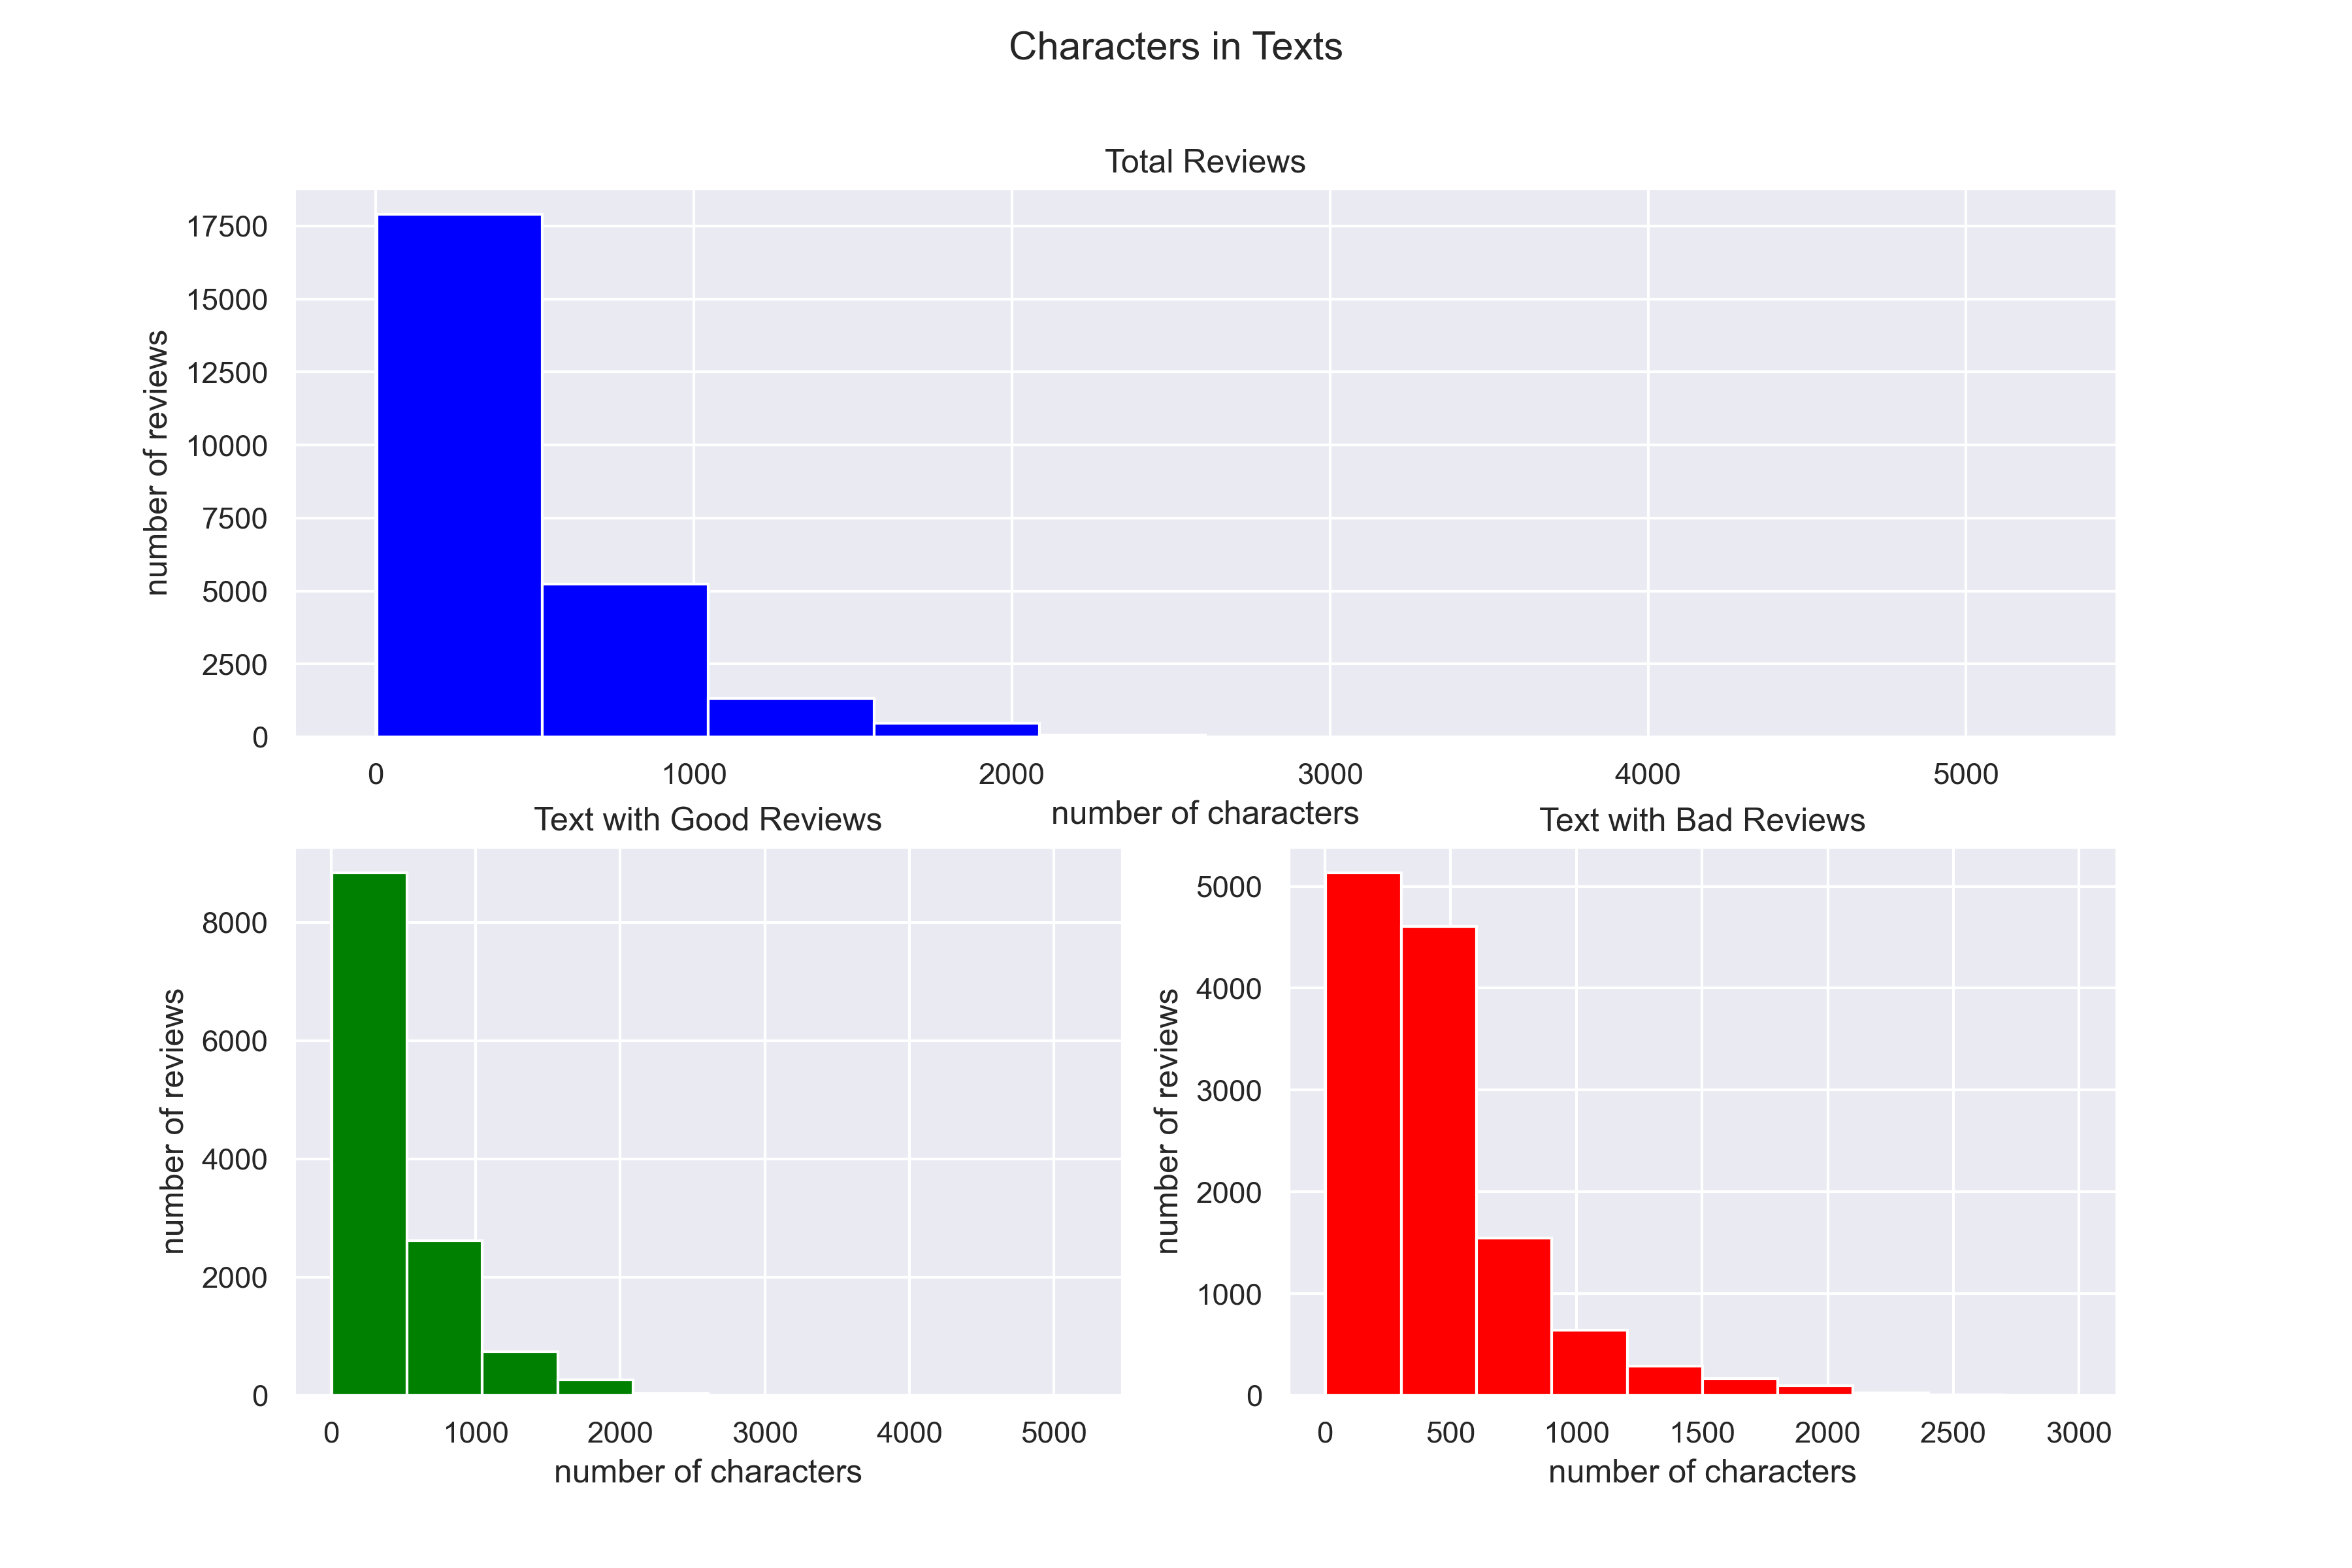 Characters in Texts
Total Reviews
number of reviews
17500
15000
12500
10000
7500
5000
2500
0
0 1000 2000 3000 4000 5000
number of characters
Text with Good Reviews
number of reviews
8000
6000
4000
2000
0
0 1000 2000 3000 4000 5000
number of characters
Text with Bad Reviews
number of reviews
5000
4000
3000
2000
1000
0
0 500 1000 1500 2000 2500 3000
number of characters